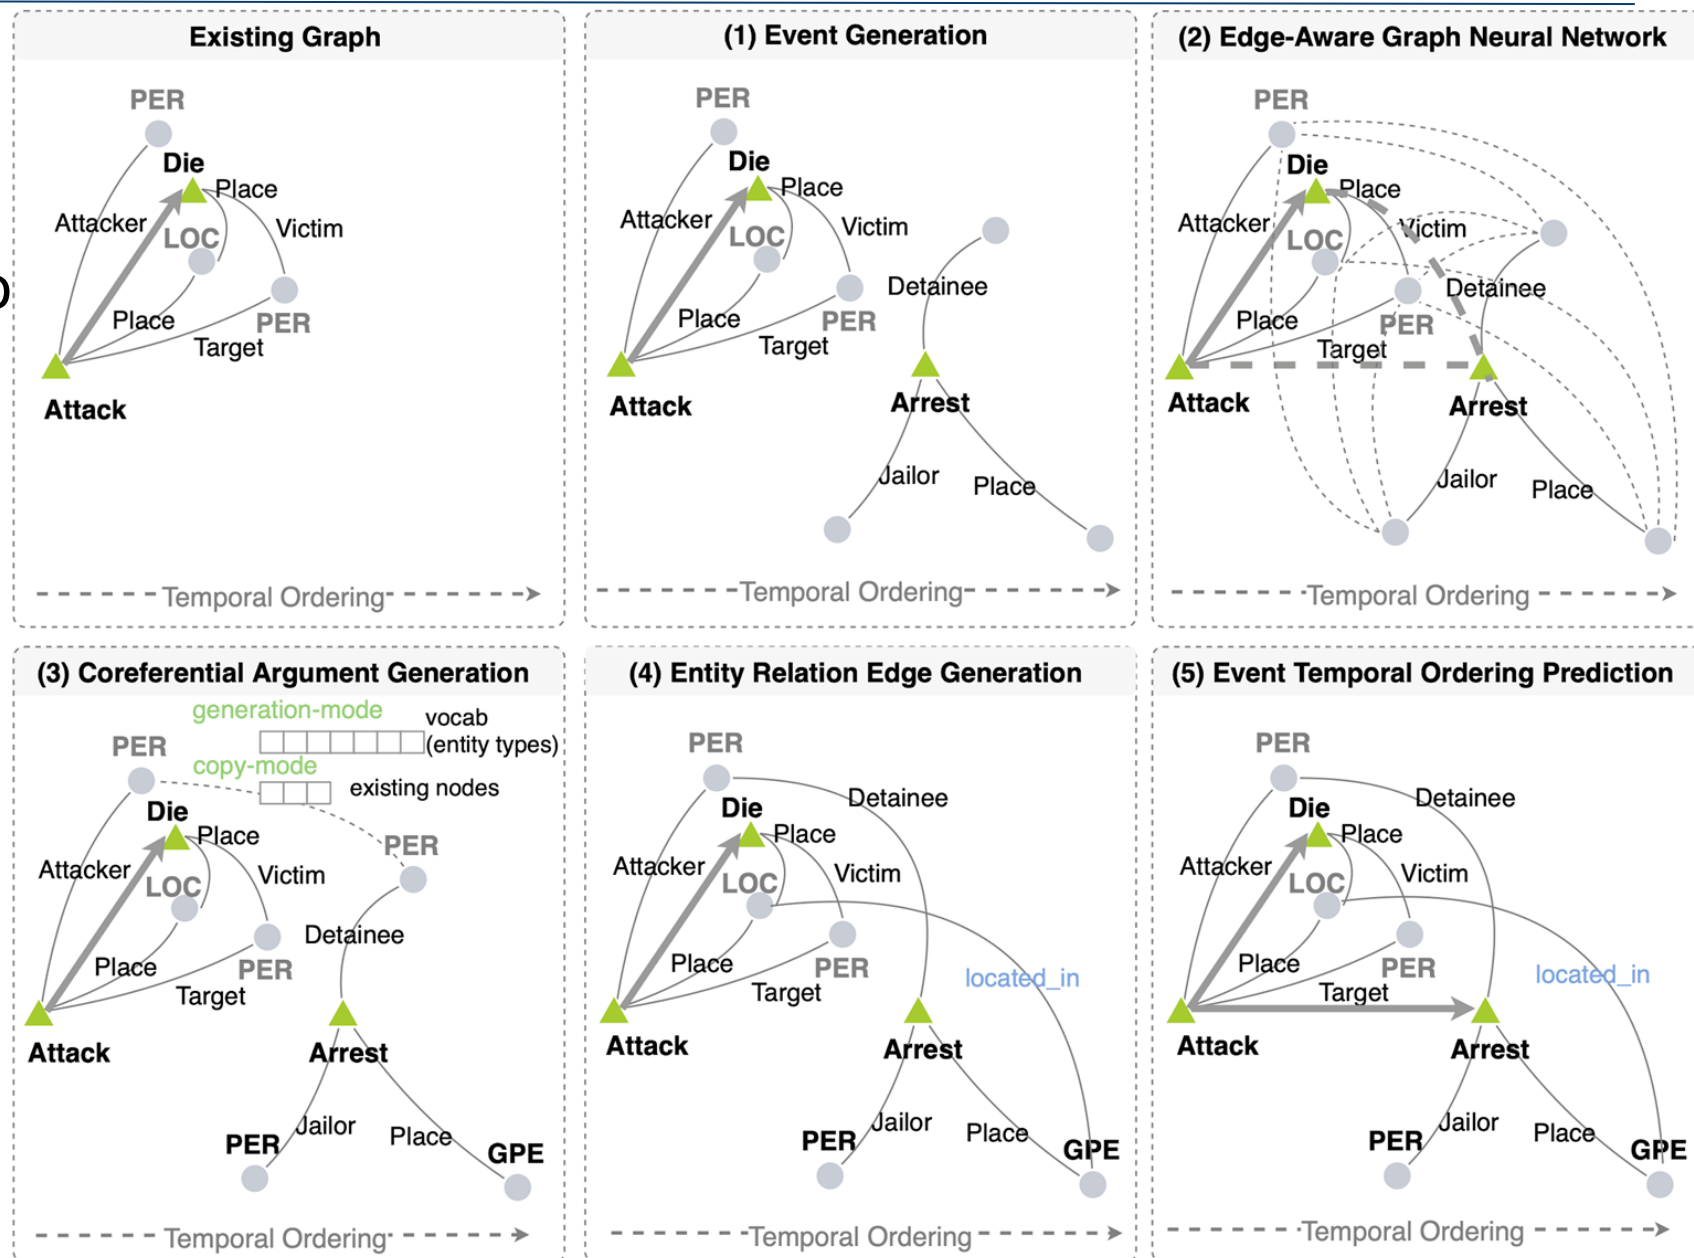 Existing Graph
PER
Die
Place
Attacker
Victim
LOC
Place
PER
Target
Attack
Temporal Ordering
(1) Event Generation
PER
Die
Place
Attacker
Victim
LOC
Detainee
Place
PER
Target
Attack
Arrest
Jailor
Place
Temporal Ordering
(2) Edge-Aware Graph Neural Network
PER
Die
Place
Attacker
Victim
LOC
Detainee
Place
PER
Target
Attack
Arrest
Jailor
Place
Temporal Ordering
(3) Coreferential Argument Generation
generation-mode
vocab
(entity types)
PER
copy-mode
existing nodes
Die
Place
PER
Attacker
Victim
LOC
Detainee
Place
PER
Target
Attack
Arrest
Jailor
Place
PER
GPE
Temporal Ordering
(4) Entity Relation Edge Generation
PER
Detainee
Die
Place
Attacker
Victim
LOC
Place
PER
located_in
Target
Attack
Arrest
Jailor
Place
PER
GPE
Temporal Ordering
(5) Event Temporal Ordering Prediction
PER
Detainee
Die
Place
Attacker
Victim
LOC
Place
PER
located_in
Target
Attack
Arrest
Jailor
Place
PER
GPE
Temporal Ordering